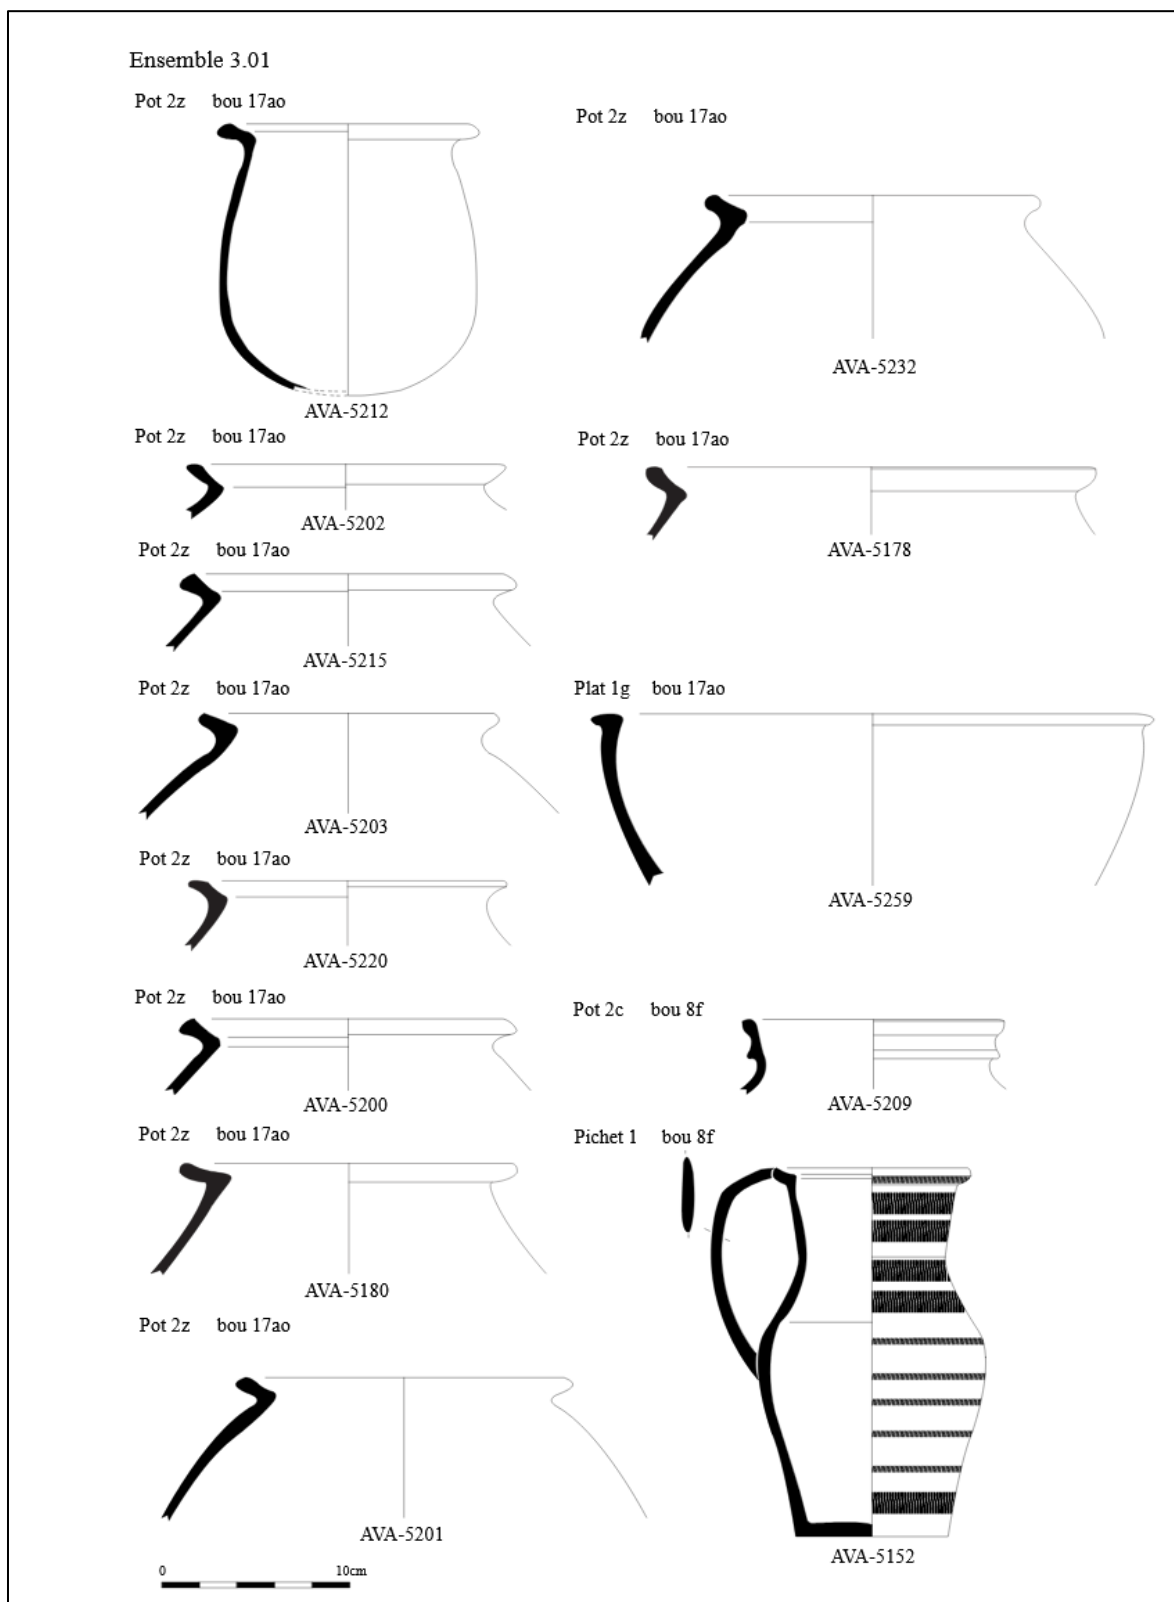 Ensemble 3.01
Pot 2z bou 17ao
AVA-5212
Pot 2z bou 17ao
AVA-5202
Pot 2z bou 17ao
AVA-5215
Pot 2z bou 17ao
AVA-5203
Pot 2z bou 17ao
AVA-5220
Pot 2z bou 17ao
AVA-5200
Pot 2z bou 17ao
AVA-5180
Pot 2z bou 17ao
AVA-5201
0 10cm
Pot 2z bou 17ao
AVA-5232
Pot 2z bou 17ao
AVA-5178
Plat 1g bou 17ao
AVA-5259
Pot 2c bou 8f
AVA-5209
Pichet 1 bou 8f
AVA-5152